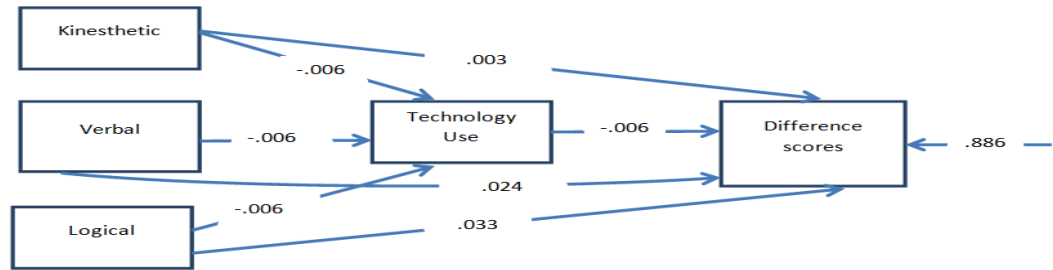 Kinesthetic
-.006
.003
Verbal
-.006
Technology
Use
-.006
Difference
scores
.886
.024
-.006
Logical
.033